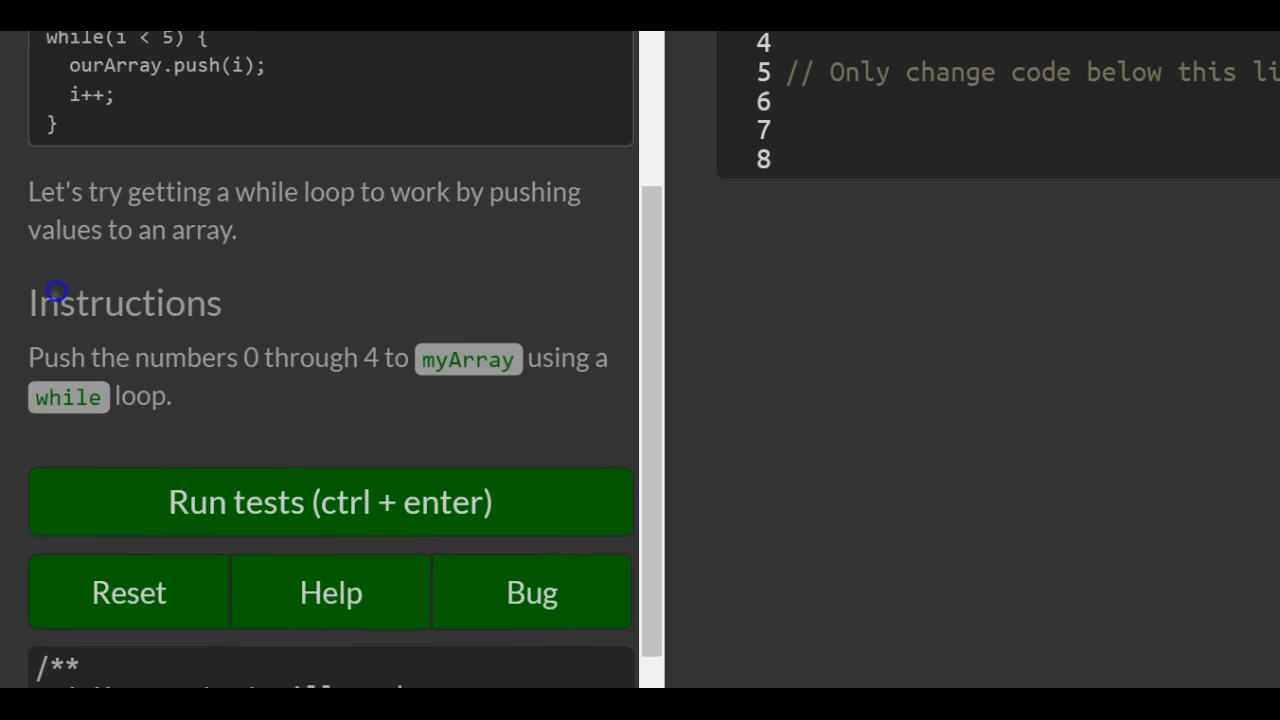 while(i < 5) {
ourArray.push(i);
i++;
}
Let's try getting a while loop to work by pushing
values to an array.
Instructions
Push the numbers 0 through 4 to myArray using a
while loop.
Run tests (ctrl + enter)
Reset Help Bug
/**
4
5 // Only change code below this li
6
7
8